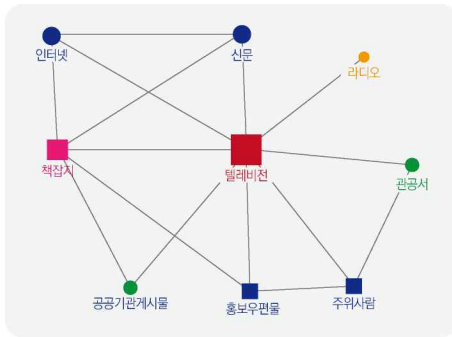 인터넷
신문
라디오
책잡지
텔레비전
관공서
공공기관게시물
홍보우편물
주위사람